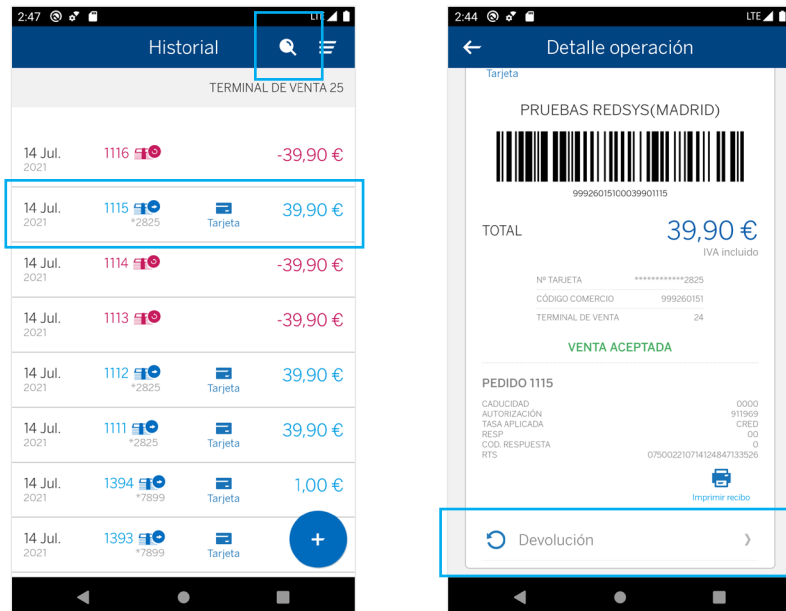 2:47
LTE
Historial
TERMINAL DE VENTA 25
14 Jul.
2021
1116
-39,90 €
14 Jul.
2021
1115
*2825
Tarjeta
39,90 €
14 Jul.
2021
1114
-39,90 €
14 Jul.
2021
1113
-39,90 €
14 Jul.
2021
1112
*2825
Tarjeta
39,90 €
14 Jul.
2021
1111
*2825
Tarjeta
39,90 €
14 Jul.
2021
1394
*7899
Tarjeta
1,00 €
14 Jul.
2021
1393
*7899
Tarjeta
+
2:44
LTE
Detalle operación
Tarjeta
PRUEBAS REDSYS(MADRID)
99926015100039901115
TOTAL 39,90 €
IVA incluido
Nº TARJETA ************2825
CÓDIGO COMERCIO 999260151
TERMINAL DE VENTA 24
VENTA ACEPTADA
PEDIDO 1115
CADUCIDAD 0000
AUTORIZACIÓN 911969
TASA APLICADA CRED
RESP 00
COD. RESPUESTA 0
RTS 075002210714124847133526
Imprimir recibo
Devolución